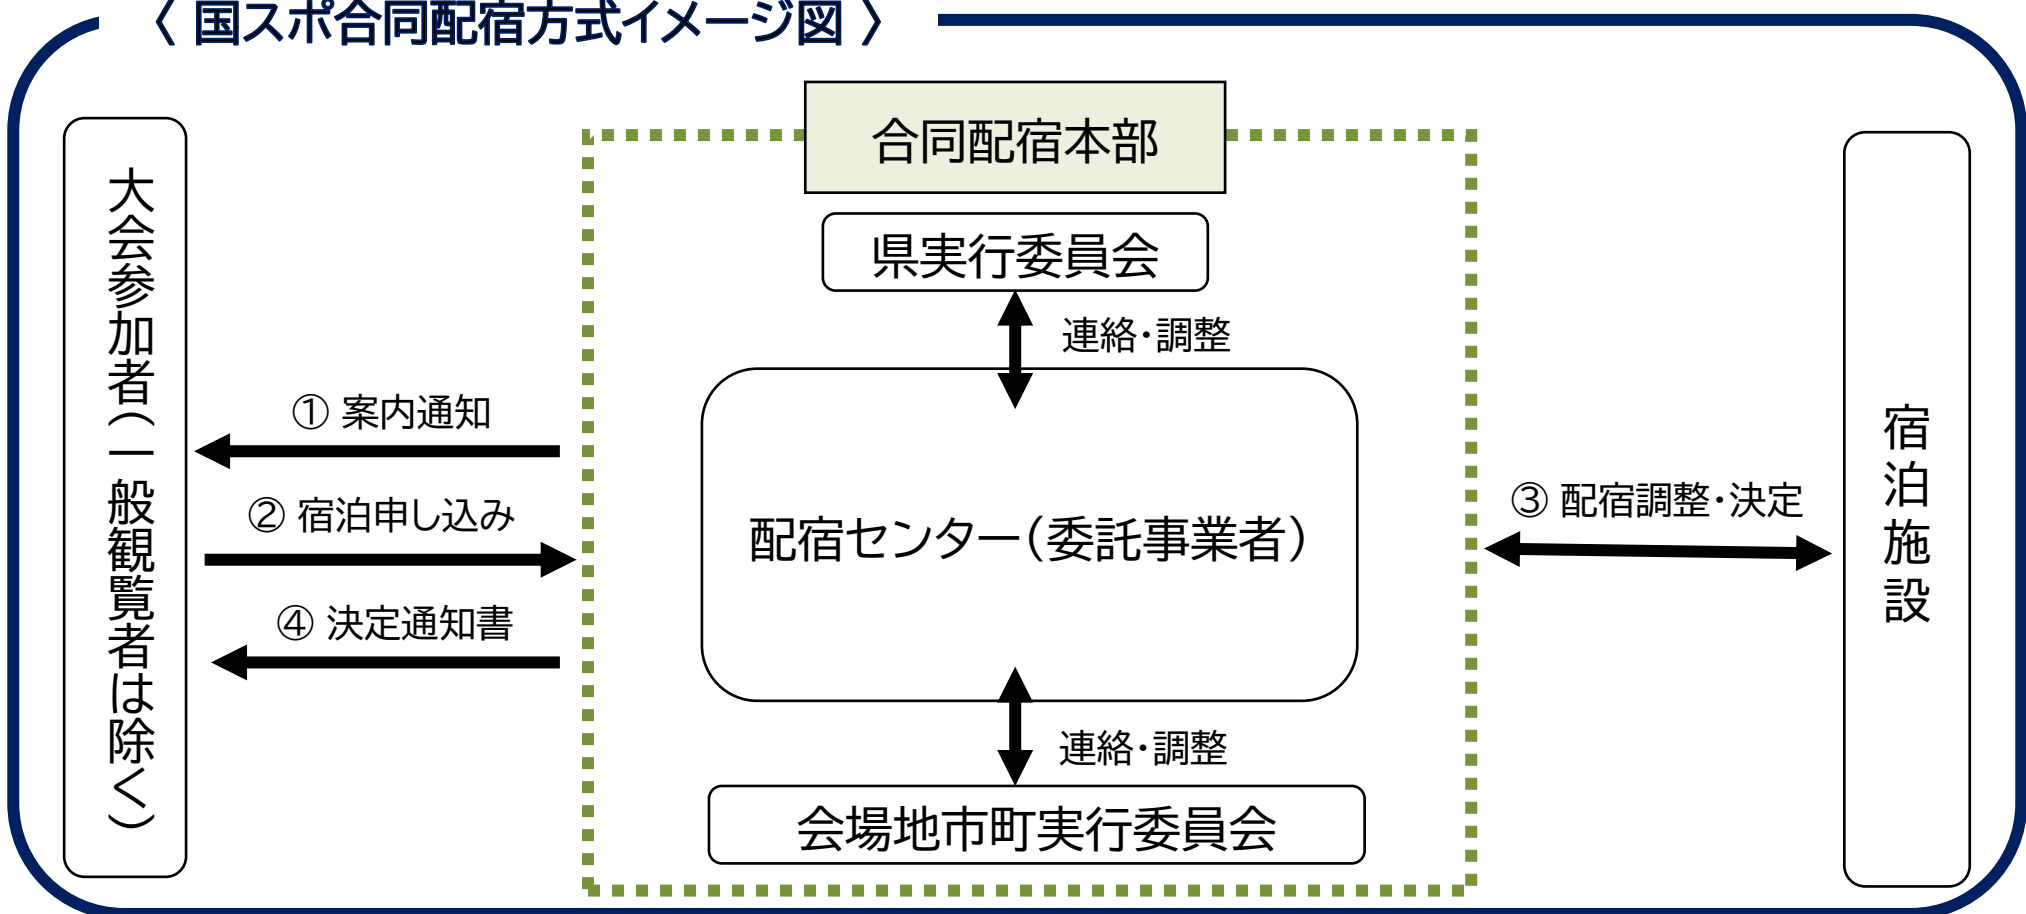 〈 国スポ合同配宿方式イメージ図 〉
合同配宿本部
県実行委員会
連絡・調整
大会参加者（一般観覧者は除く）
① 案内通知
② 宿泊申し込み
④ 決定通知書
配宿センター（委託事業者）
③ 配宿調整・決定
宿泊施設
連絡・調整
会場地市町実行委員会